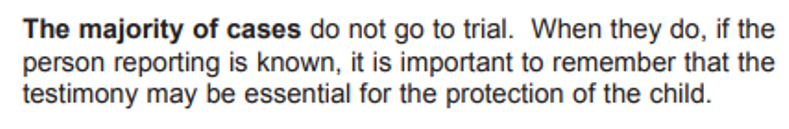 The majority of cases do not go to trial.  When they do, if the
person reporting is known, it is important to remember that the
testimony may be essential for the protection of the child.